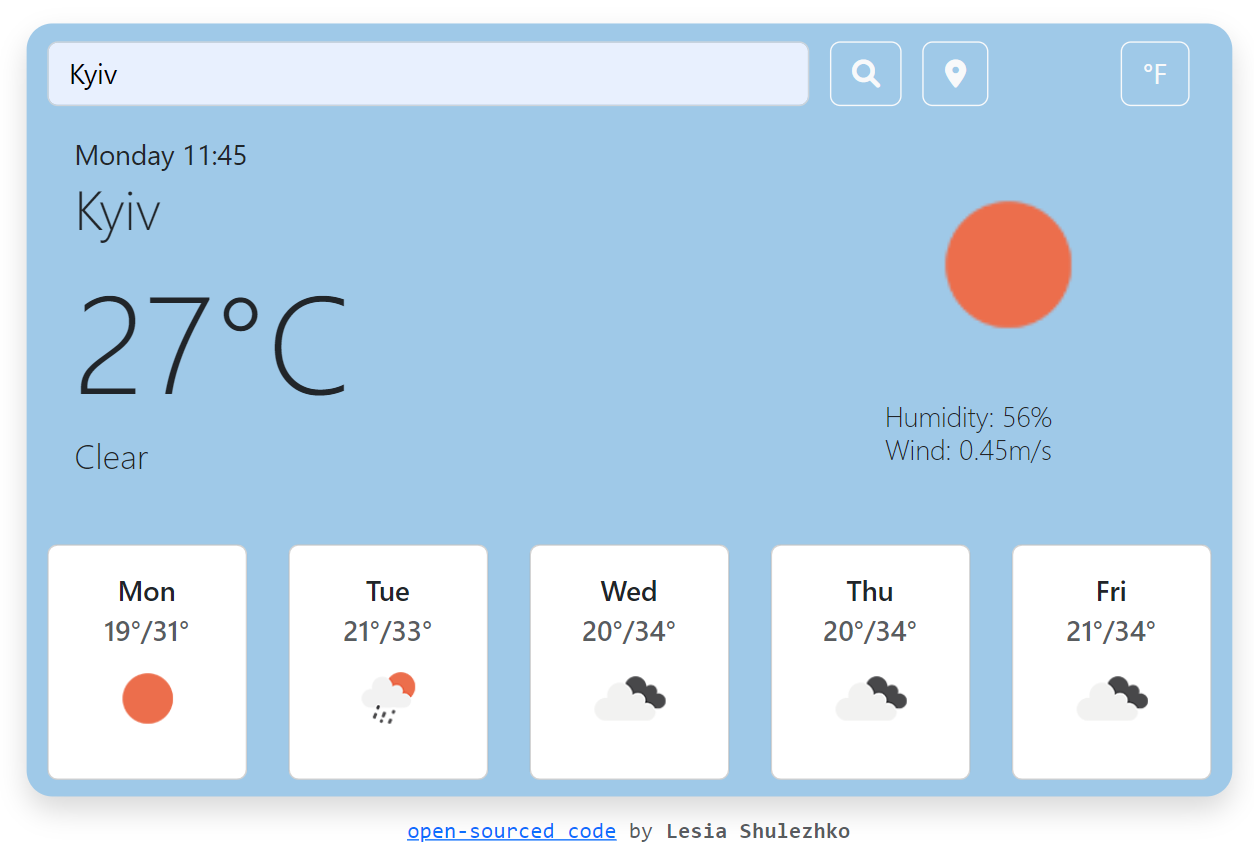 Kyiv
°F
Monday 11:45
Kyiv
27°C
Clear
Humidity: 56%
Wind: 0.45m/s
Mon
19°/31°
Tue
21°/33°
Wed
20°/34°
Thu
20°/34°
Fri
21°/34°
open-sourced code by Lesia Shulezhko